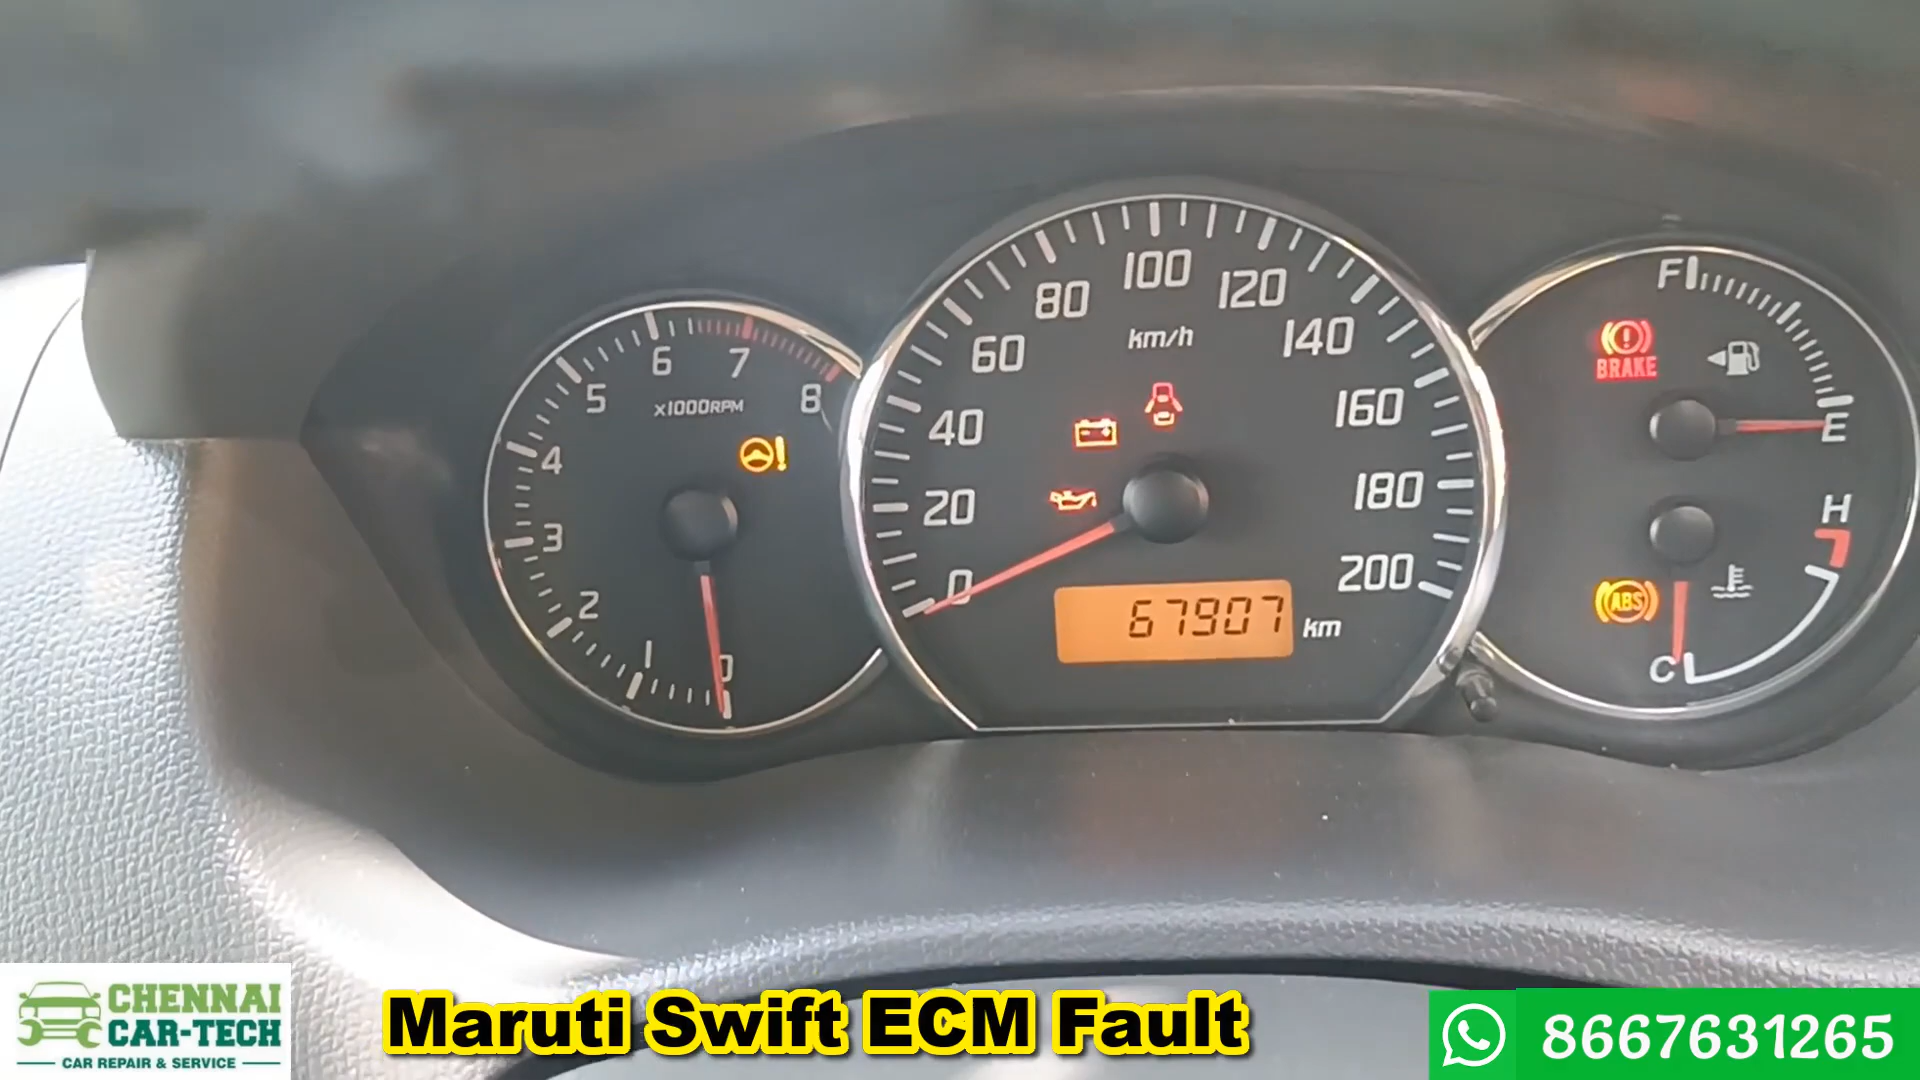 100
80
120
km/h
60
140
F
BRAKE
6
7
5
8
x1000RPM
40
160
E
4
20
180
H
3
ABS
0
200
2
67907 km
1
0
C
CHENNAI
CAR-TECH
CAR REPAIR & SERVICE
Maruti Swift ECM Fault
8667631265